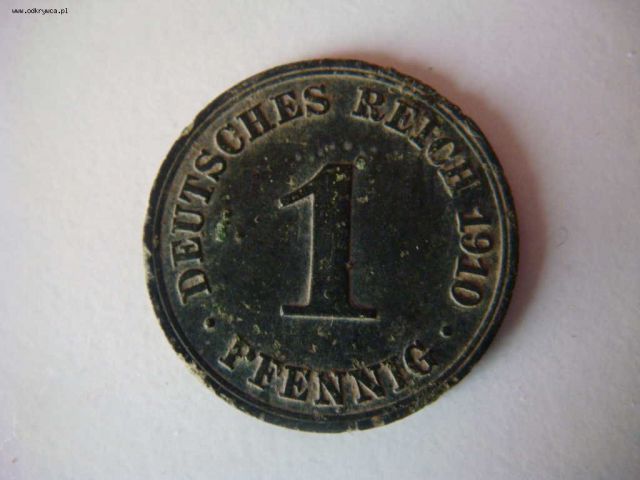 www.odkrywca.pl
DEUTSCHES REICH 1910
1
· PFENNIG ·